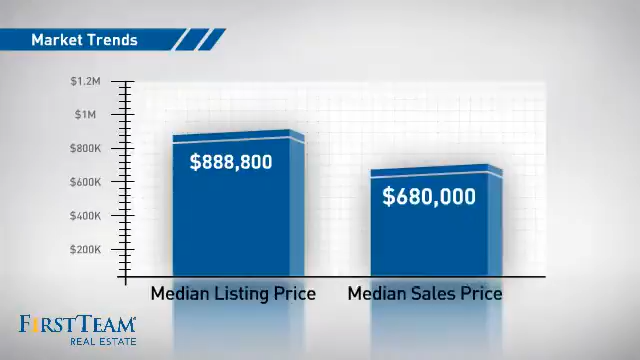 Market Trends
$1.2M
$1M
$800K
$600K
$400K
$200K
$888,800
$680,000
Median Listing Price
Median Sales Price
FIRSTTEAM®
REAL ESTATE